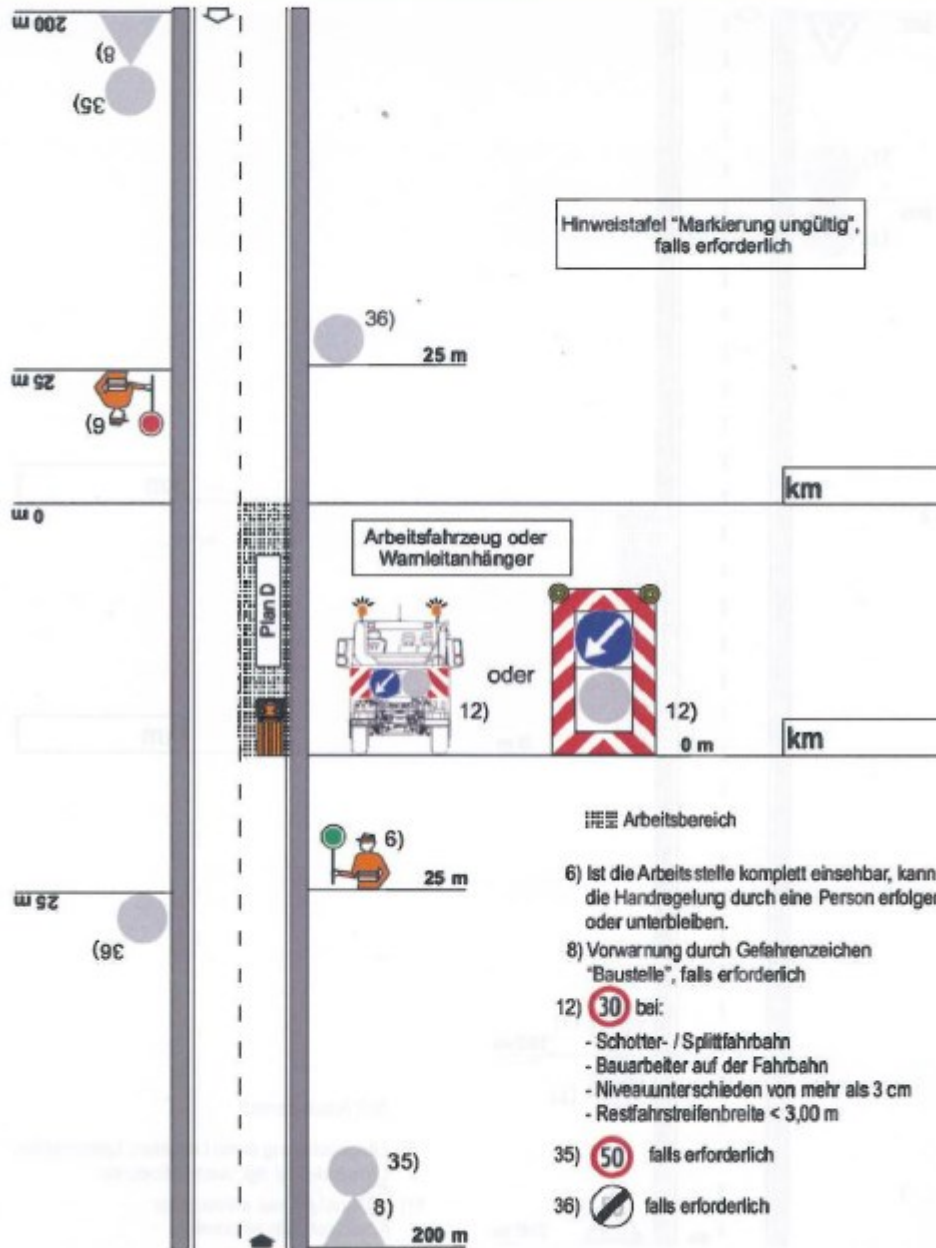 200 m
8)
35)
Hinweistafel "Markierung ungültig",
falls erforderlich
36)
25 m
25 m
6)
km
0 m
Arbeitsfahrzeug oder
Warnleitanhänger
Plan D
oder
12)
12)
0 m
km
Arbeitsbereich
6)
25 m
6) Ist die Arbeitsstelle komplett einsehbar, kann
die Handregelung durch eine Person erfolgen
oder unterbleiben.
25 m
36)
8) Vorwarnung durch Gefahrenzeichen
"Baustelle", falls erforderlich
12) 30 bei:
- Schotter- / Splittfahrbahn
- Bauarbeiter auf der Fahrbahn
- Niveauunterschieden von mehr als 3 cm
- Restfahrstreifenbreite < 3,00 m
35)
8)
200 m
35) 50 falls erforderlich
36) falls erforderlich